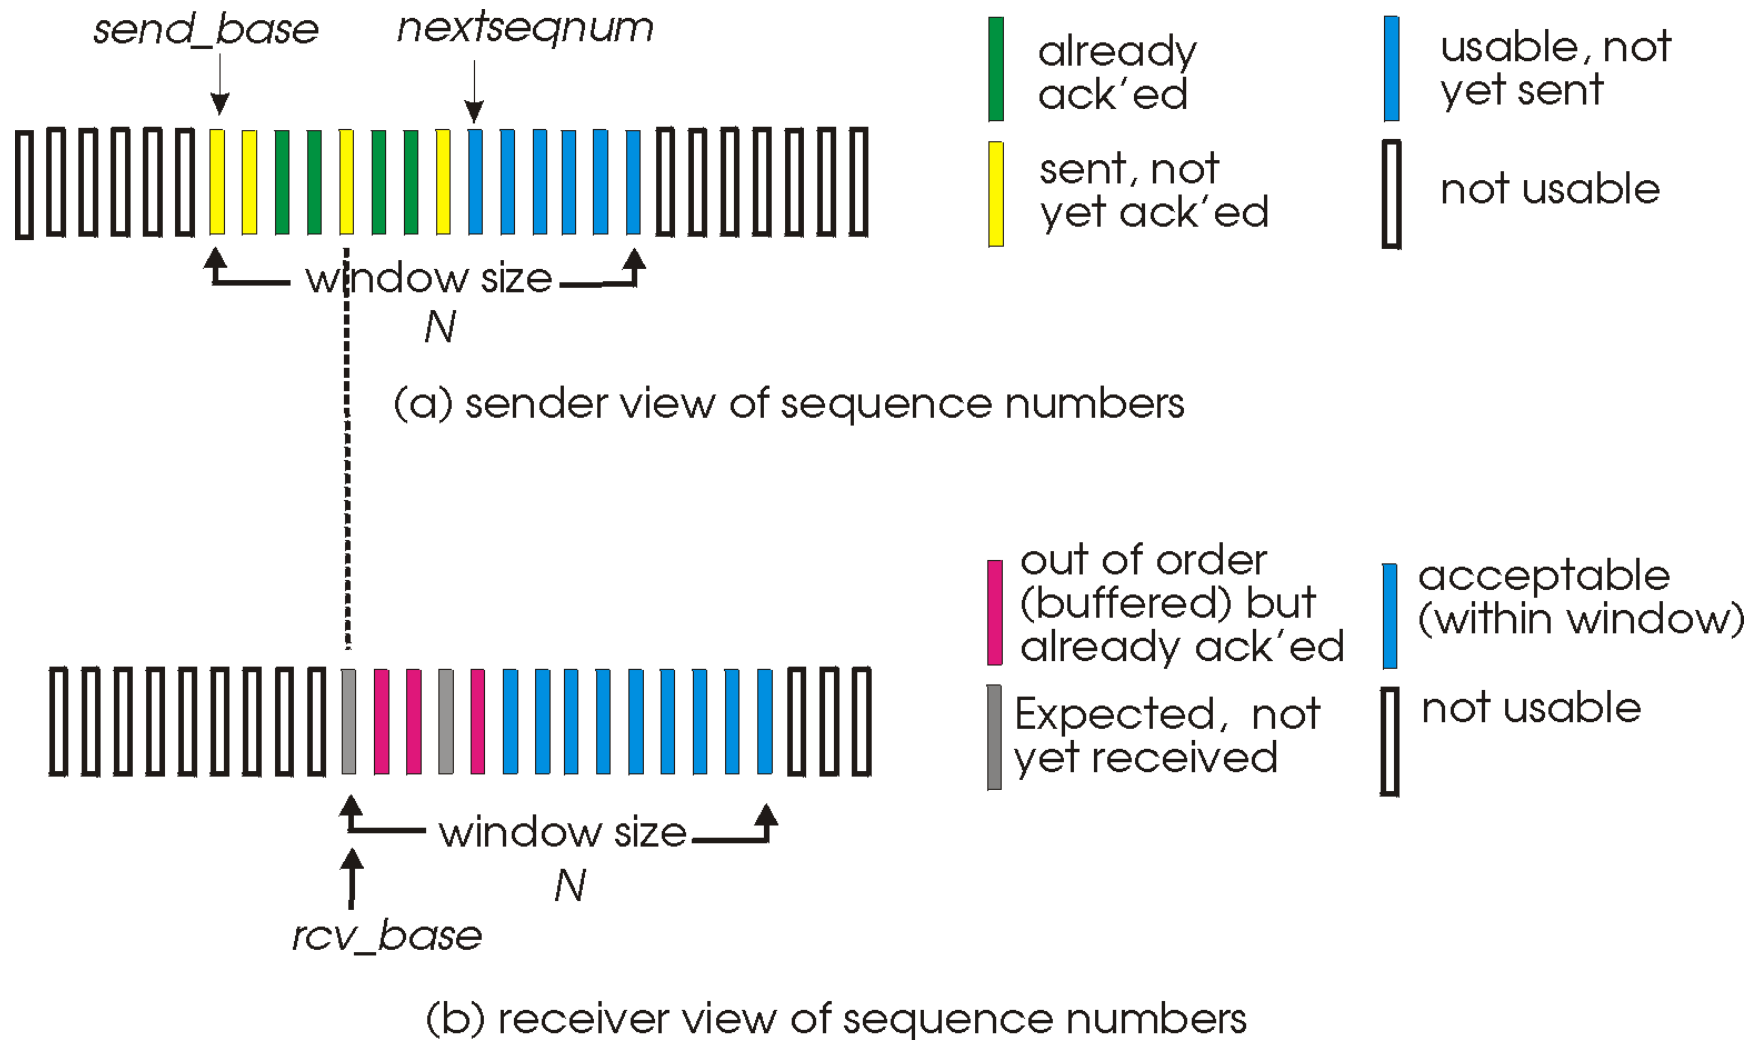 send_base
nextseqnum
already
ack'ed
usable, not
yet sent
sent, not
yet ack'ed
not usable
window size
N
(a) sender view of sequence numbers
out of order
(buffered) but
already ack'ed
acceptable
(within window)
Expected, not
yet received
not usable
window size
N
rcv_base
(b) receiver view of sequence numbers